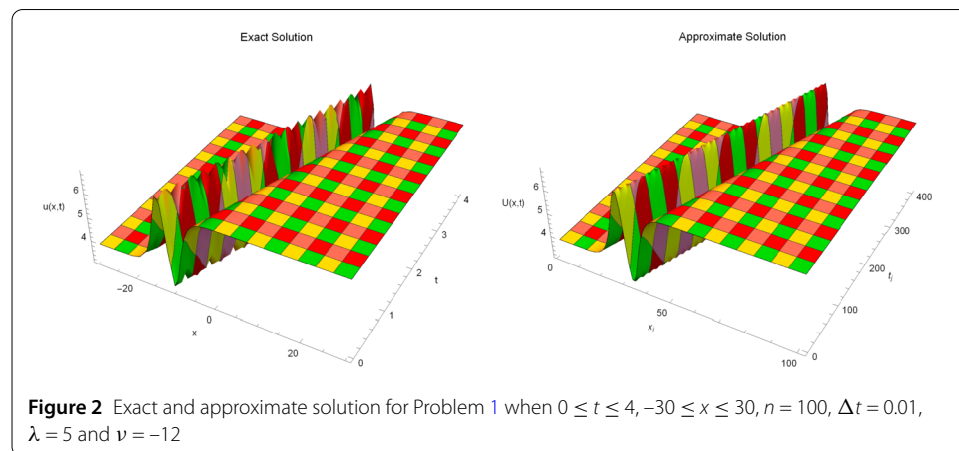 Exact Solution
Approximate Solution
u(x,t)
6
5
4
−20
0
20
x
0
1
2
3
4
t
U(x,t)
6
5
4
0
50
100
x_i
0
100
200
300
400
t_j
Figure 2 Exact and approximate solution for Problem 1 when 0 ≤ t ≤ 4, –30 ≤ x ≤ 30, n = 100, Δt = 0.01,
λ = 5 and ν = –12